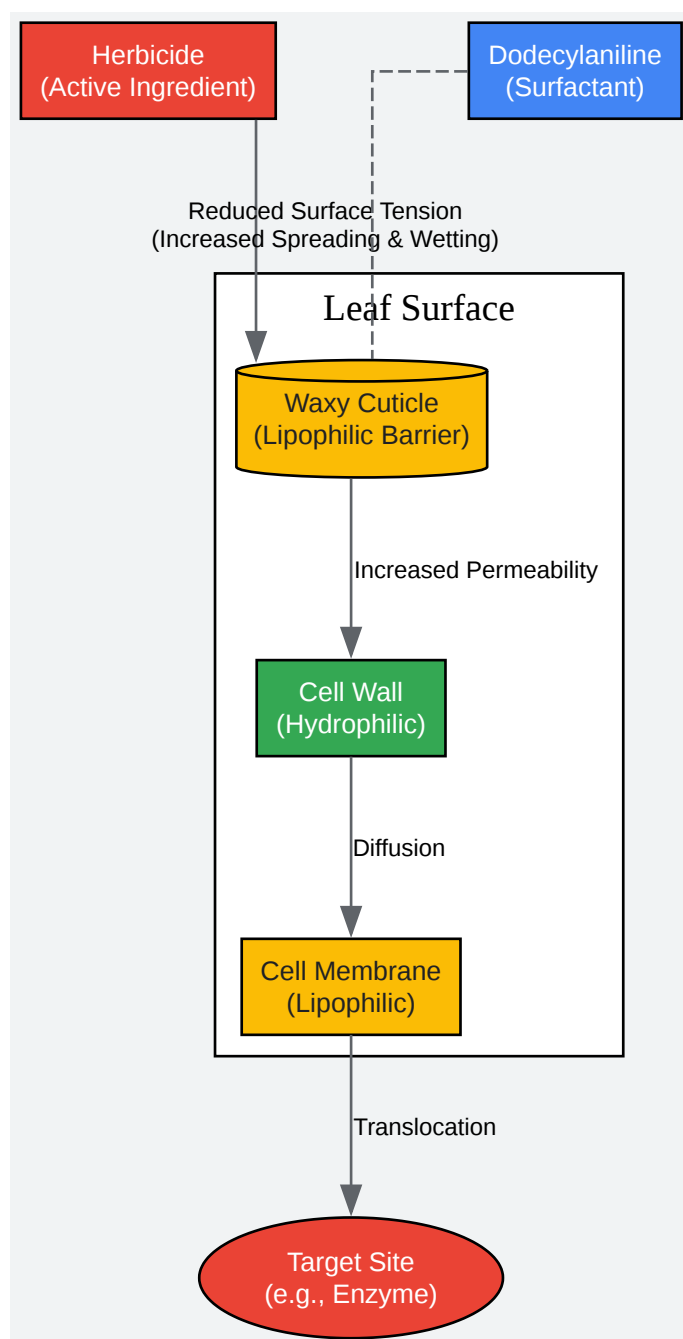 Herbicide
(Active Ingredient)
Dodecylaniline
(Surfactant)
Reduced Surface Tension
(Increased Spreading & Wetting)
Leaf Surface
Waxy Cuticle
(Lipophilic Barrier)
Increased Permeability
Cell Wall
(Hydrophilic)
Diffusion
Cell Membrane
(Lipophilic)
Translocation
Target Site
(e.g., Enzyme)